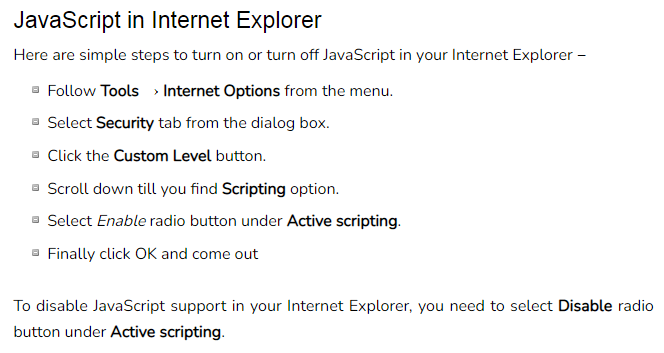 JavaScript in Internet Explorer
Here are simple steps to turn on or turn off JavaScript in your Internet Explorer –
Follow Tools › Internet Options from the menu.
Select Security tab from the dialog box.
Click the Custom Level button.
Scroll down till you find Scripting option.
Select Enable radio button under Active scripting.
Finally click OK and come out
To disable JavaScript support in your Internet Explorer, you need to select Disable radio
button under Active scripting.